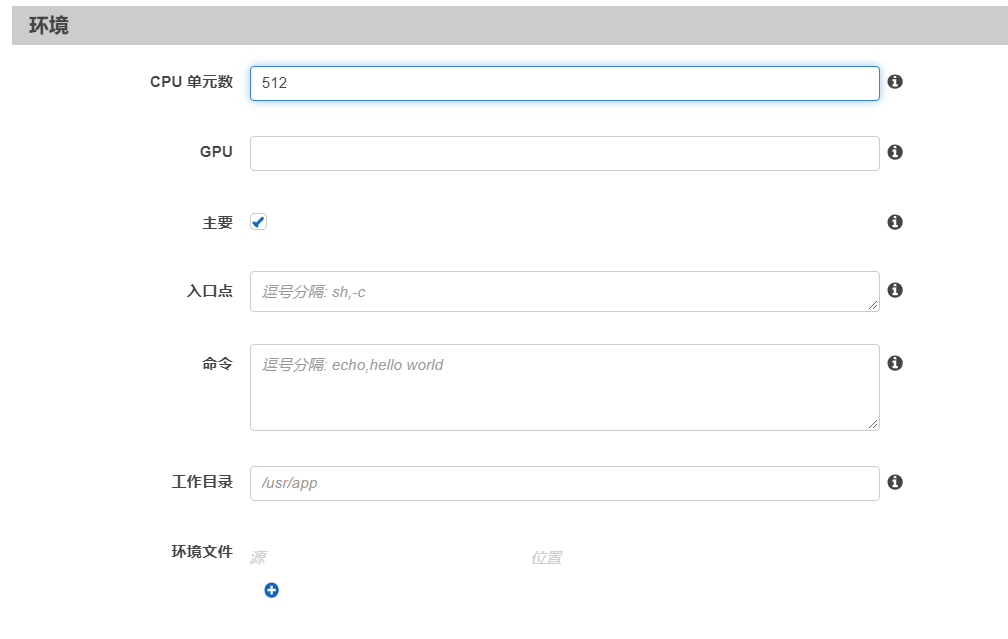 环境
CPU 单元数
512
GPU
主要
入口点
逗号分隔: sh,-c
命令
逗号分隔: echo,hello world
工作目录
/usr/app
环境文件
源
位置